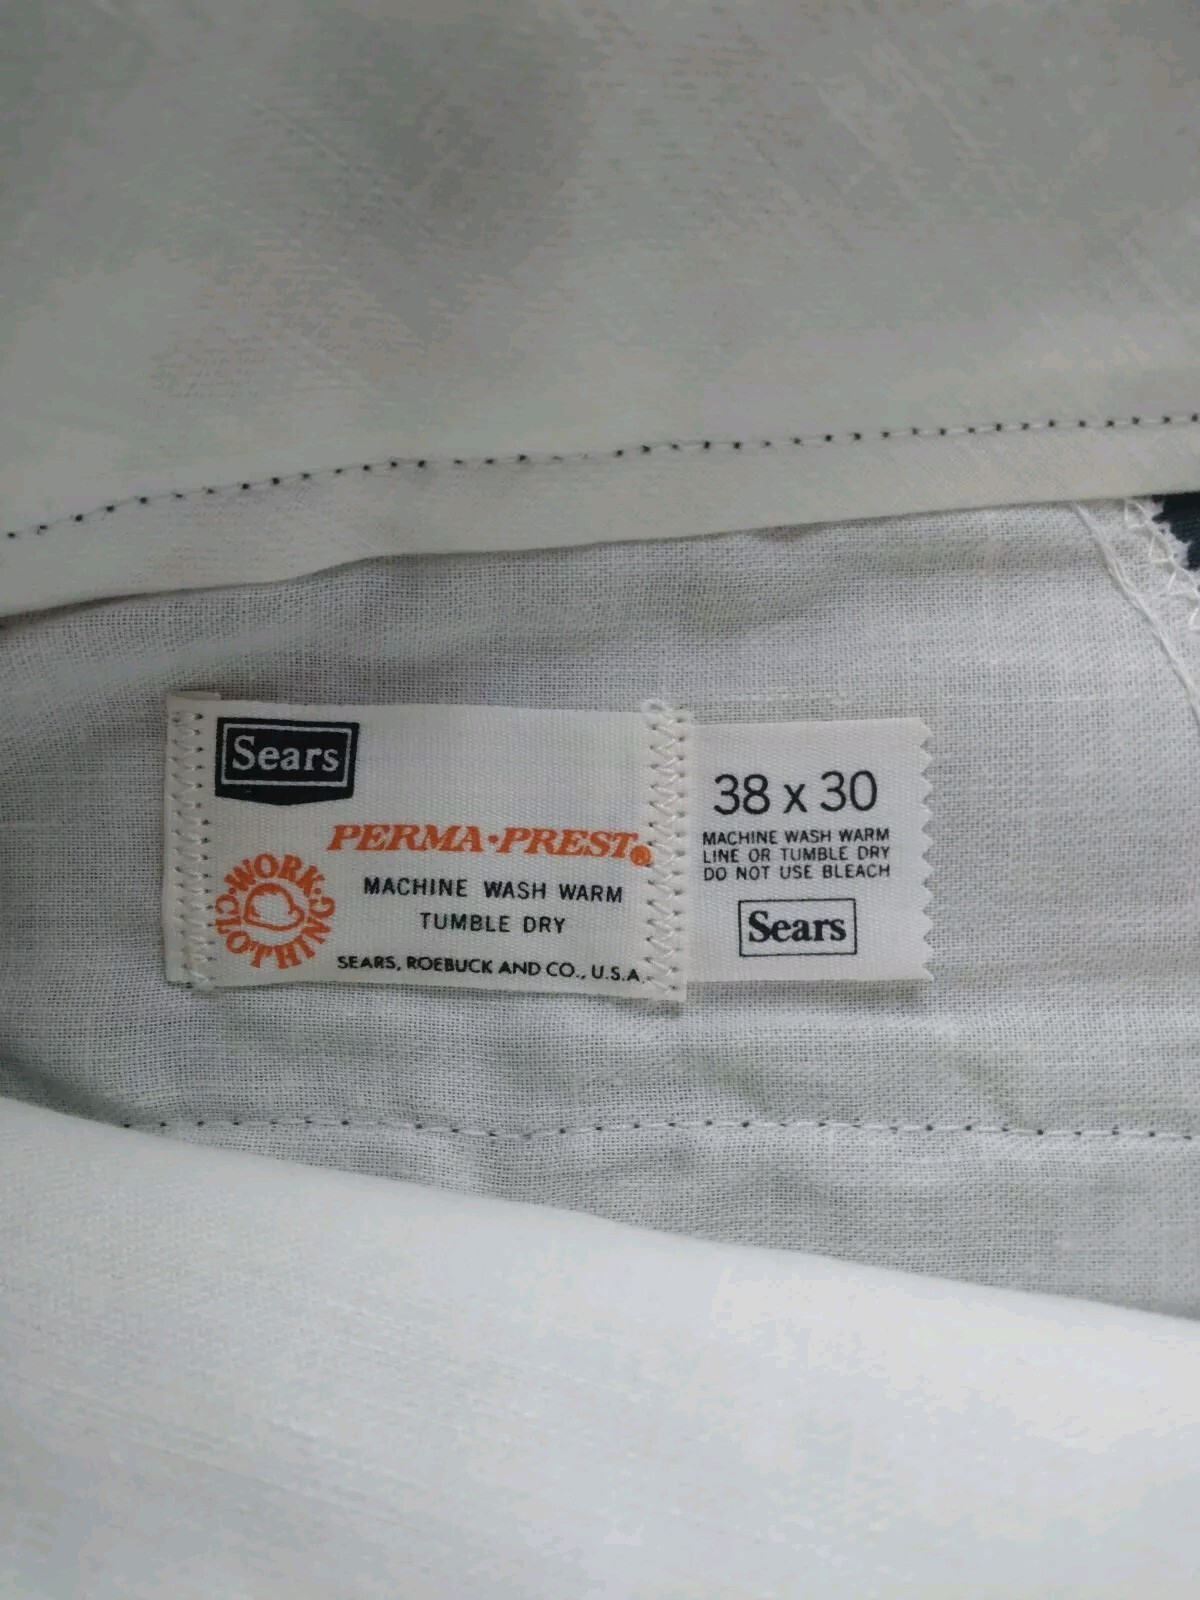 Sears
PERMA·PREST®
WORK·CLOTHING·
MACHINE WASH WARM
TUMBLE DRY
SEARS, ROEBUCK AND CO., U.S.A.
38 x 30
MACHINE WASH WARM
LINE OR TUMBLE DRY
DO NOT USE BLEACH
Sears